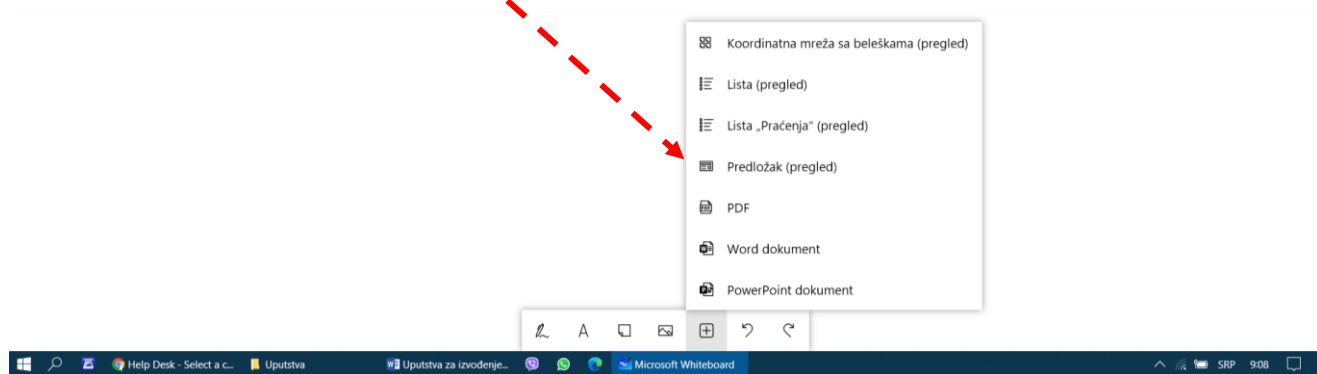 Koordinatna mreža sa beleškama (pregled)
Lista (pregled)
Lista „Praćenja“ (pregled)
Predložak (pregled)
PDF
Word dokument
PowerPoint dokument
A
Help Desk - Select a c... Uputstva Uputstva za izvođenje... Microsoft Whiteboard SRP 9:08